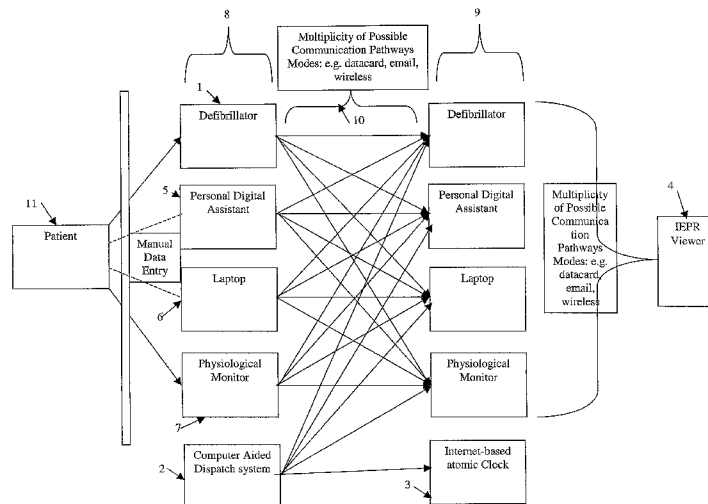 8
Multiplicity of Possible
Communication Pathways
Modes: e.g. datacard, email,
wireless
9
1
10
Defibrillator
Defibrillator
5
Personal Digital
Assistant
Personal Digital
Assistant
11
Patient
Manual
Data
Entry
Multiplicity
of Possible
Communica
tion
Pathways
Modes: e.g.
datacard,
email,
wireless
4
IEPR
Viewer
Laptop
Laptop
6
Physiological
Monitor
Physiological
Monitor
7
Computer Aided
Dispatch system
2
Internet-based
atomic Clock
3